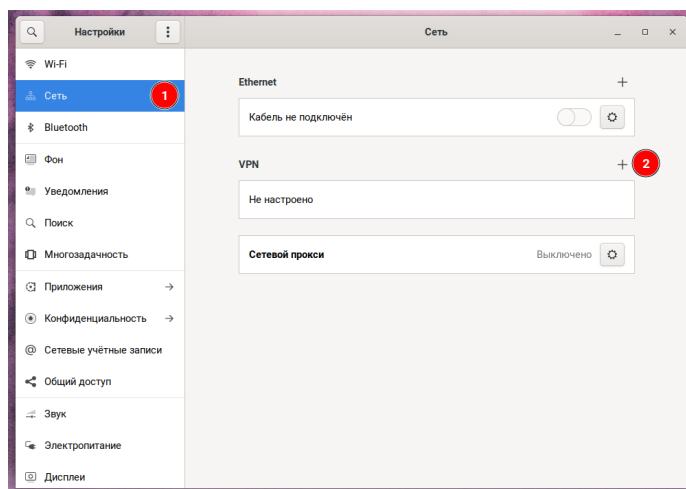 Настройки
Сеть
Wi-Fi
Сеть
1
Bluetooth
Фон
Уведомления
Поиск
Многозадачность
Приложения
Конфиденциальность
Сетевые учётные записи
Общий доступ
Звук
Электропитание
Дисплеи
Ethernet
Кабель не подключён
VPN
2
Не настроено
Сетевой прокси Выключено